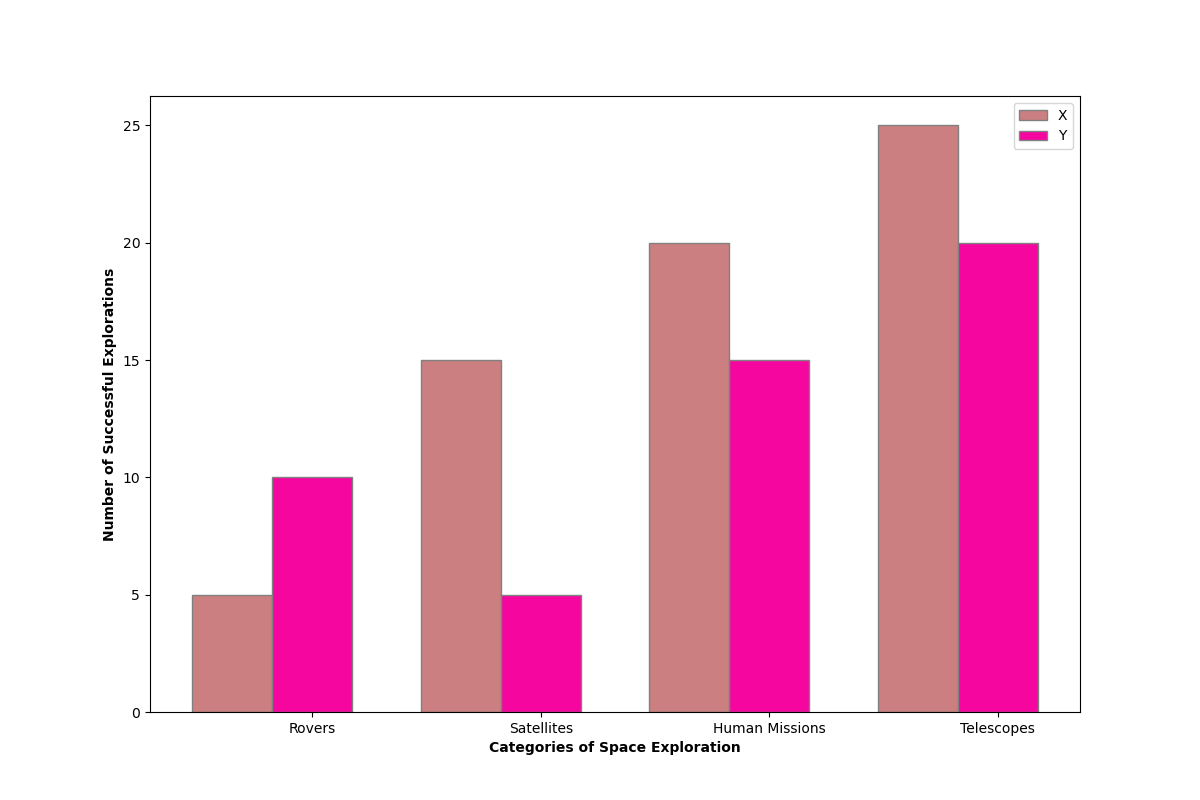 X
Y
25
20
15
10
5
0
Number of Successful Explorations
Rovers Satellites Human Missions Telescopes
Categories of Space Exploration